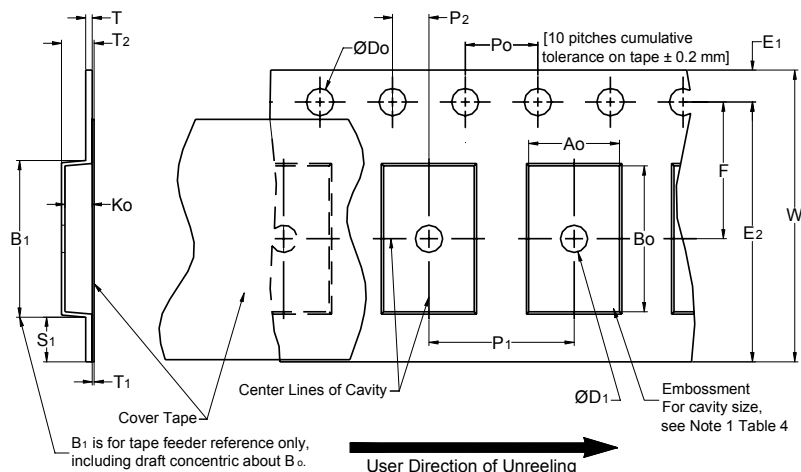 T
T2
P2
ØDo
Po
[10 pitches cumulative
tolerance on tape ± 0.2 mm]
E1
Ao
F
W
Ko
B1
Bo
E2
S1
P1
T1
Center Lines of Cavity
ØD1
Embossment
For cavity size,
see Note 1 Table 4
Cover Tape
B1 is for tape feeder reference only,
including draft concentric about Bo.
User Direction of Unreeling